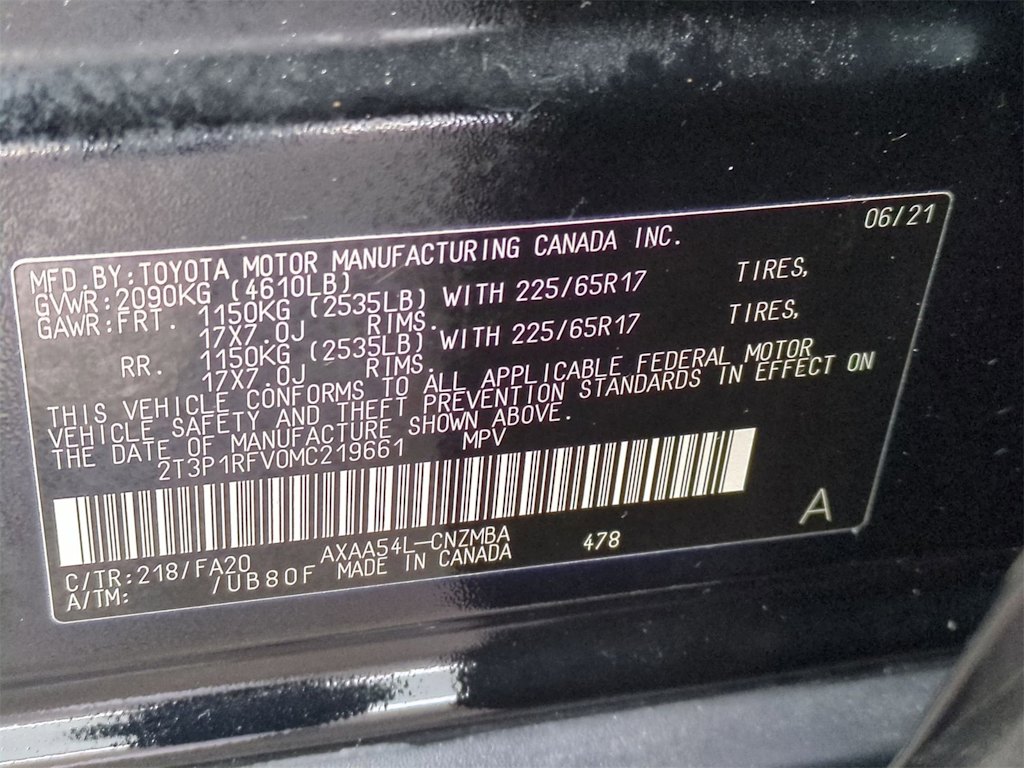 06/21
MFD.BY:TOYOTA MOTOR MANUFACTURING CANADA INC.
GVWR:2090KG (4610LB)
GAWR:FRT. 1150KG (2535LB) WITH 225/65R17 TIRES,
17X7.0J RIMS.
RR. 1150KG (2535LB) WITH 225/65R17 TIRES,
17X7.0J RIMS.
THIS VEHICLE CONFORMS TO ALL APPLICABLE FEDERAL MOTOR
VEHICLE SAFETY AND THEFT PREVENTION STANDARDS IN EFFECT ON
THE DATE OF MANUFACTURE SHOWN ABOVE.
2T3P1RFV0MC219661 MPV
A
C/TR:218/FA20 AXAA54L-CNZMBA 478
A/TM: /UB80F MADE IN CANADA